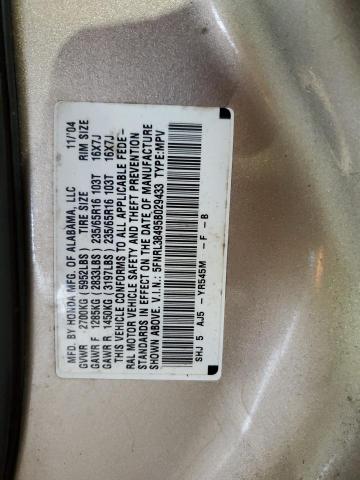 MFD. BY HONDA MFG. OF ALABAMA, LLC 11/04
GVWR 2700KG(5952LBS) TIRE SIZE RIM SIZE
GAWR F 1285KG(2833LBS)235/65R16 103T 16X7J
GAWR R 1450KG(3197LBS)235/65R16 103T 16X7J
THIS VEHICLE CONFORMS TO ALL APPLICABLE FEDE-
RAL MOTOR VEHICLE SAFETY AND THEFT PREVENTION
STANDARDS IN EFFECT ON THE DATE OF MANUFACTURE
SHOWN ABOVE. V.I.N.: 5FNRL38495B029433 TYPE:MPV
SHJ 5 AJ5 -YR545M -F -B